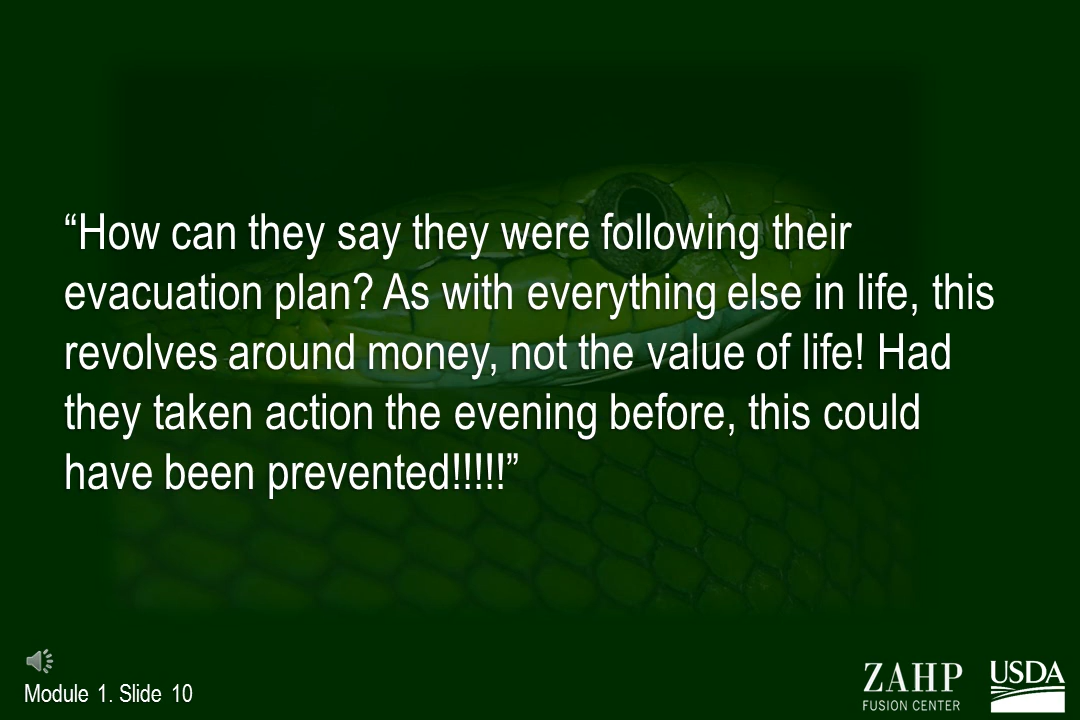 “How can they say they were following their
evacuation plan? As with everything else in life, this
revolves around money, not the value of life! Had
they taken action the evening before, this could
have been prevented!!!!!”
Module 1. Slide 10
ZAHP
FUSION CENTER
USDA